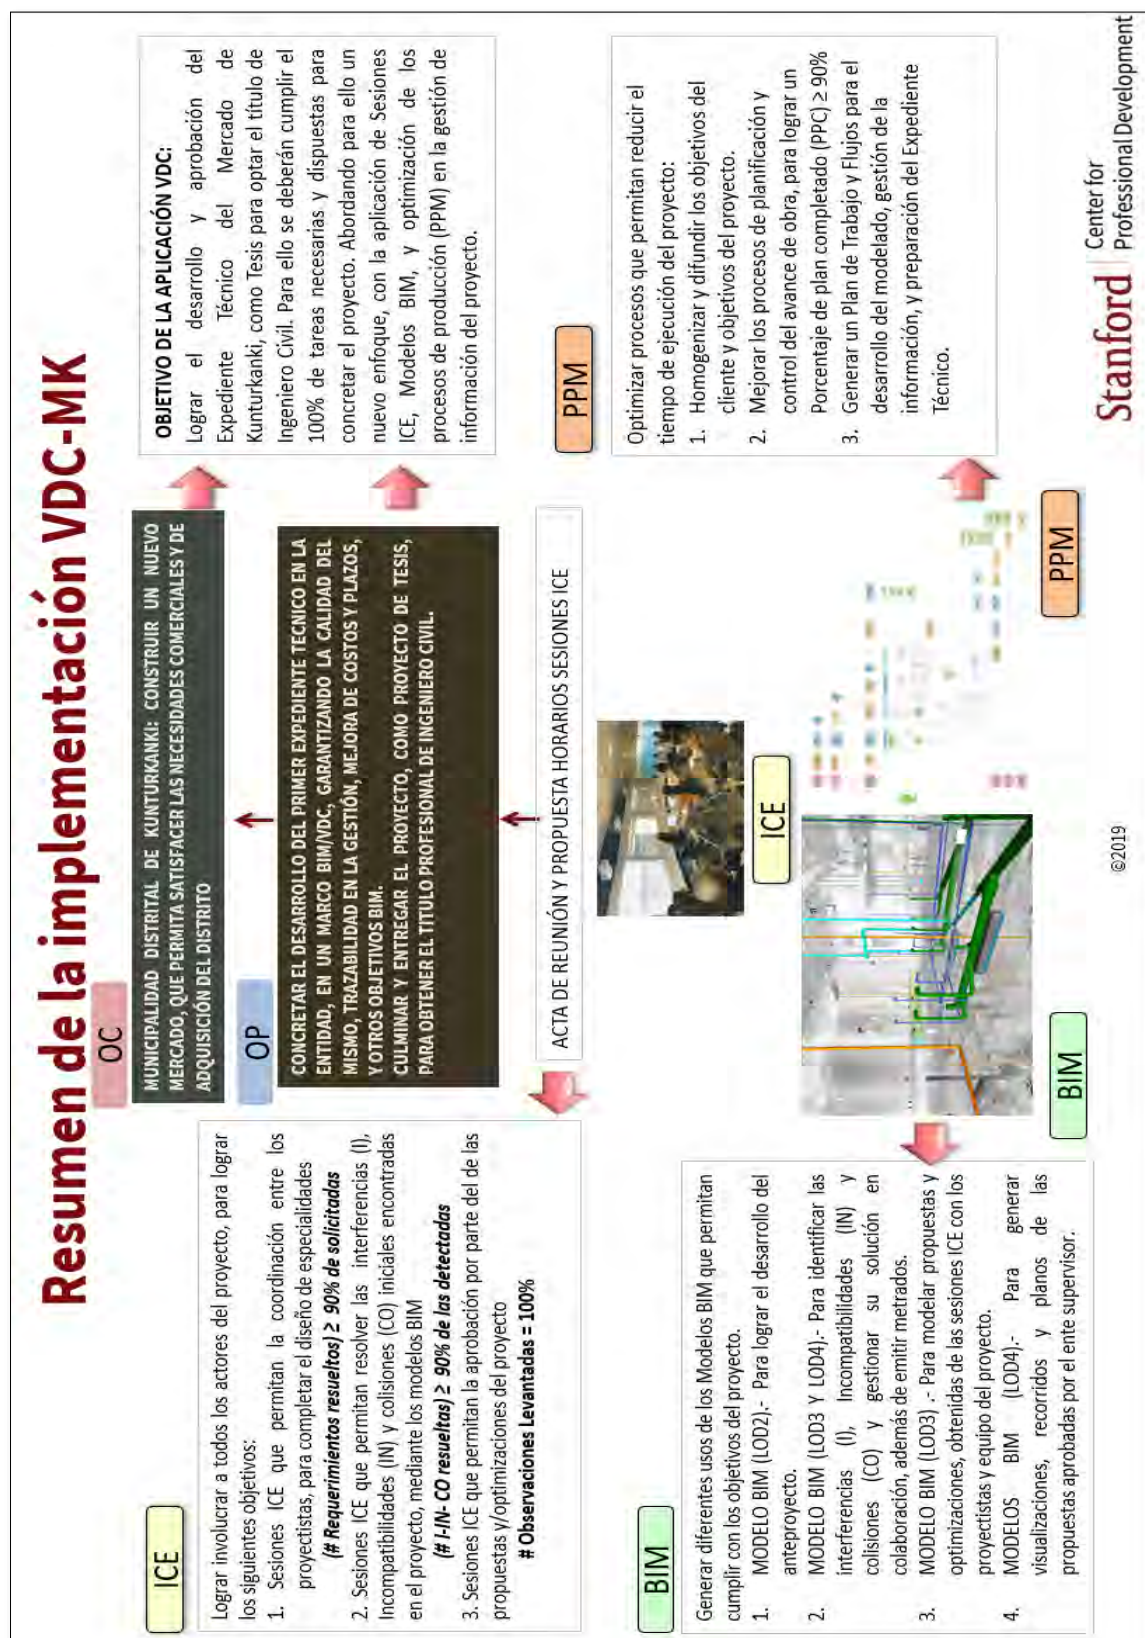 Resumen de la implementación VDC-MK
OC
MUNICIPALIDAD DISTRITAL DE KUNTURKANKI: CONSTRUIR UN NUEVO
MERCADO, QUE PERMITA SATISFACER LAS NECESIDADES COMERCIALES Y DE
ADQUISICIÓN DEL DISTRITO
OP
CONCRETAR EL DESARROLLO DEL PRIMER EXPEDIENTE TECNICO EN LA
ENTIDAD, EN UN MARCO BIM/VDC, GARANTIZANDO LA CALIDAD DEL
MISMO, TRAZABILIDAD EN LA GESTIÓN, MEJORA DE COSTOS Y PLAZOS,
Y OTROS OBJETIVOS BIM.
CULMINAR Y ENTREGAR EL PROYECTO, COMO PROYECTO DE TESIS,
PARA OBTENER EL TITULO PROFESIONAL DE INGENIERO CIVIL.
ACTA DE REUNIÓN Y PROPUESTA HORARIOS SESIONES ICE
OBJETIVO DE LA APLICACIÓN VDC:
Lograr el desarrollo y aprobación del
Expediente Técnico del Mercado de
Kunturkanki, como Tesis para optar el título de
Ingeniero Civil. Para ello se deberán cumplir el
100% de tareas necesarias y dispuestas para
concretar el proyecto. Abordando para ello un
nuevo enfoque, con la aplicación de Sesiones
ICE, Modelos BIM, y optimización de los
procesos de producción (PPM) en la gestión de
información del proyecto.
ICE
Lograr involucrar a todos los actores del proyecto, para lograr
los siguientes objetivos:
1. Sesiones ICE que permitan la coordinación entre los
proyectistas, para completar el diseño de especialidades
(# Requerimientos resueltos) ≥ 90% de solicitadas
2. Sesiones ICE que permitan resolver las interferencias (I),
Incompatibilidades (IN) y colisiones (CO) iniciales encontradas
en el proyecto, mediante los modelos BIM
(# I-IN- CO resueltas) ≥ 90% de las detectadas
3. Sesiones ICE que permitan la aprobación por parte del de las
propuestas y/optimizaciones del proyecto
# Observaciones Levantadas = 100%
ICE
BIM
Generar diferentes usos de los Modelos BIM que permitan
cumplir con los objetivos del proyecto.
1. MODELO BIM (LOD2).- Para lograr el desarrollo del
anteproyecto.
2. MODELO BIM (LOD3 Y LOD4).- Para identificar las
interferencias (I), Incompatibilidades (IN) y
colisiones (CO) y gestionar su solución en
colaboración, además de emitir metrados.
3. MODELO BIM (LOD3) .- Para modelar propuestas y
optimizaciones, obtenidas de las sesiones ICE con los
proyectistas y equipo del proyecto.
4. MODELOS BIM (LOD4).- Para generar
visualizaciones, recorridos y planos de las
propuestas aprobadas por el ente supervisor.
BIM
PPM
Optimizar procesos que permitan reducir el
tiempo de ejecución del proyecto:
1. Homogenizar y difundir los objetivos del
cliente y objetivos del proyecto.
2. Mejorar los procesos de planificación y
control del avance de obra, para lograr un
Porcentaje de plan completado (PPC) ≥ 90%
3. Generar un Plan de Trabajo y Flujos para el
desarrollo del modelado, gestión de la
información, y preparación del Expediente
Técnico.
PPM
©2019
Stanford
Center for
Professional Development